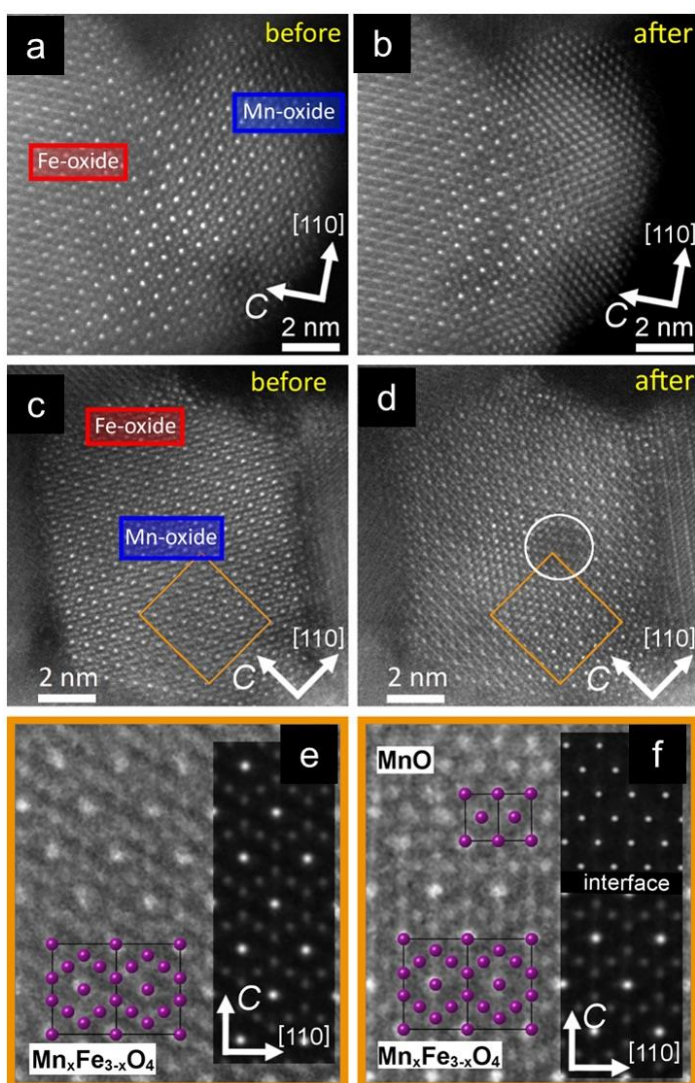 a
before
Mn-oxide
Fe-oxide
[110]
C
2 nm
b
after
[110]
C
2 nm
c
before
Fe-oxide
Mn-oxide
[110]
C
2 nm
d
after
[110]
C
2 nm
e
C
[110]
MnₓFe₃₋ₓO₄
f
MnO
interface
C
[110]
MnₓFe₃₋ₓO₄